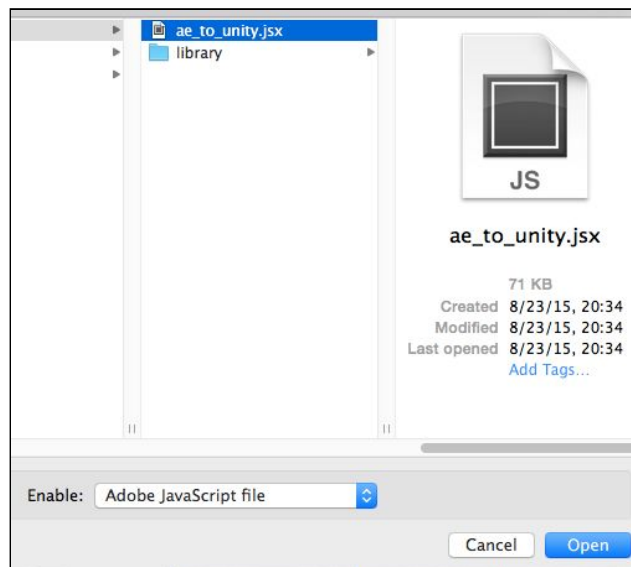 ae_to_unity.jsx
library
JS
ae_to_unity.jsx
71 KB
Created 8/23/15, 20:34
Modified 8/23/15, 20:34
Last opened 8/23/15, 20:34
Add Tags...
Enable: Adobe JavaScript file
Cancel Open